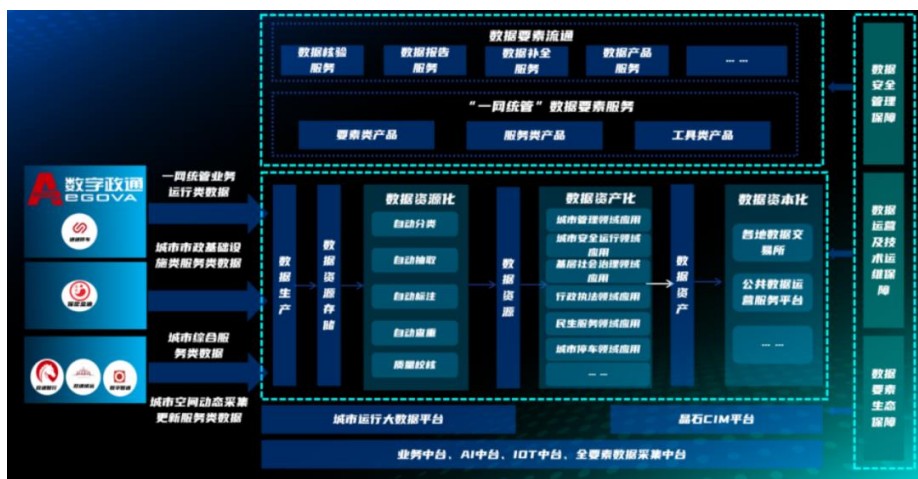 数据要素流通
数据核验
服务
数据报告
服务
数据补全
服务
数据产品
服务
... ...
“一网统管”数据要素服务
要素类产品
服务类产品
工具类产品
数字政通
AEGOVA
一网统管业务
运行类数据
城市市政基础设
施类服务类数据
城市综合服
务类数据
城市空间动态采集
更新服务类数据
数据生产
数据资源存储
数据资源化
自动分类
自动抽取
自动标注
自动查重
质量校核
数据资源
数据资产化
城市管理领域应用
城市安全运行领域
应用
基层社会治理领域
应用
行政执法领域应用
民生服务领域应用
城市停车领域应用
... ...
数据资产
数据资本化
各地数据交
易所
公共数据运
营服务平台
... ...
城市运行大数据平台
晶石CIM平台
业务中台、AI中台、IOT中台、全要素数据采集中台
数据
安全
管理
保障
数据
运营
及技
术运
维保
障
数据
要素
生态
保障